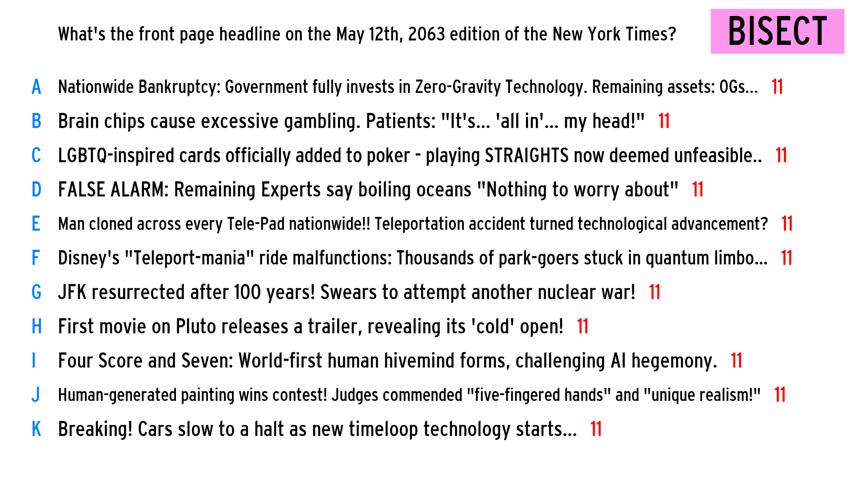 What's the front page headline on the May 12th, 2063 edition of the New York Times?
BISECT
A Nationwide Bankruptcy: Government fully invests in Zero-Gravity Technology. Remaining assets: OGs... 11
B Brain chips cause excessive gambling. Patients: "It's... 'all in'... my head!" 11
C LGBTQ-inspired cards officially added to poker - playing STRAIGHTS now deemed unfeasible.. 11
D FALSE ALARM: Remaining Experts say boiling oceans "Nothing to worry about" 11
E Man cloned across every Tele-Pad nationwide!! Teleportation accident turned technological advancement? 11
F Disney's "Teleport-mania" ride malfunctions: Thousands of park-goers stuck in quantum limbo... 11
G JFK resurrected after 100 years! Swears to attempt another nuclear war! 11
H First movie on Pluto releases a trailer, revealing its 'cold' open! 11
I Four Score and Seven: World-first human hivemind forms, challenging AI hegemony. 11
J Human-generated painting wins contest! Judges commended "five-fingered hands" and "unique realism!" 11
K Breaking! Cars slow to a halt as new timeloop technology starts... 11